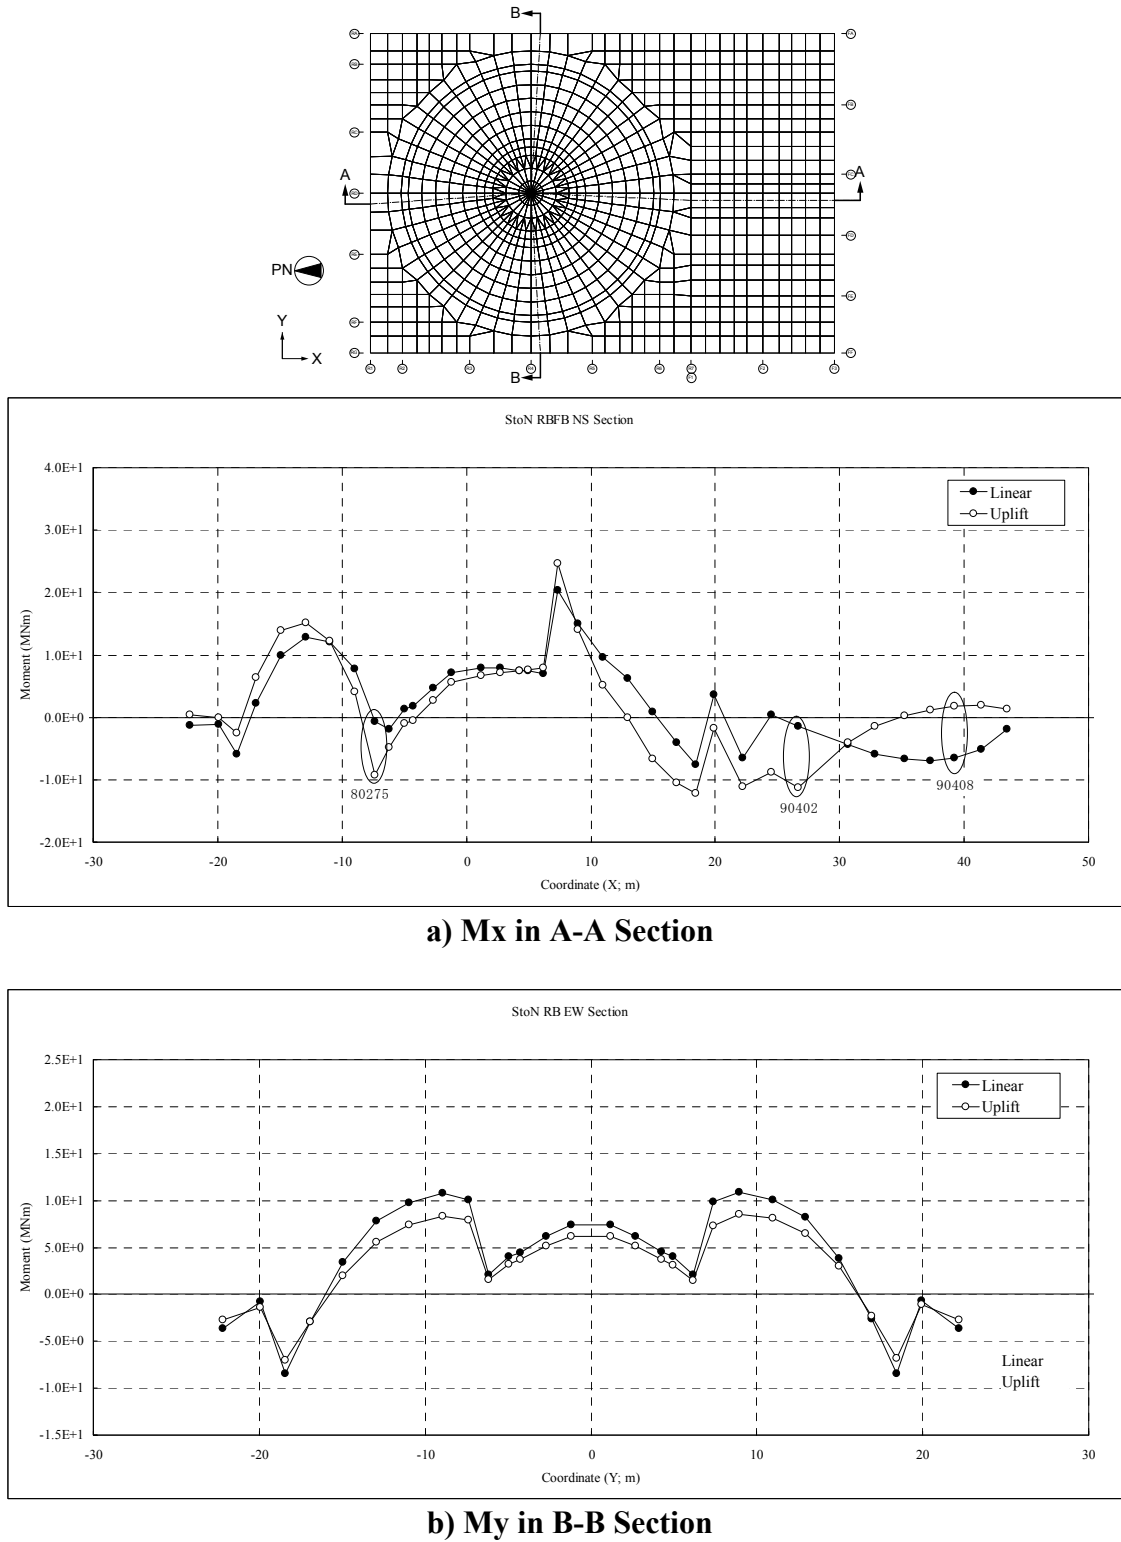 B
A
A
PN
Y
X
B
StoN RBFB NS Section
4.0E+1
3.0E+1
2.0E+1
1.0E+1
0.0E+0
-1.0E+1
-2.0E+1
Moment (MNm)
Linear
Uplift
80275
90402
90408
-30 -20 -10 0 10 20 30 40 50
Coordinate (X; m)
a) Mx in A-A Section
StoN RB EW Section
2.5E+1
2.0E+1
1.5E+1
1.0E+1
5.0E+0
0.0E+0
-5.0E+0
-1.0E+1
-1.5E+1
Moment (MNm)
Linear
Uplift
Linear
Uplift
-30 -20 -10 0 10 20 30
Coordinate (Y; m)
b) My in B-B Section